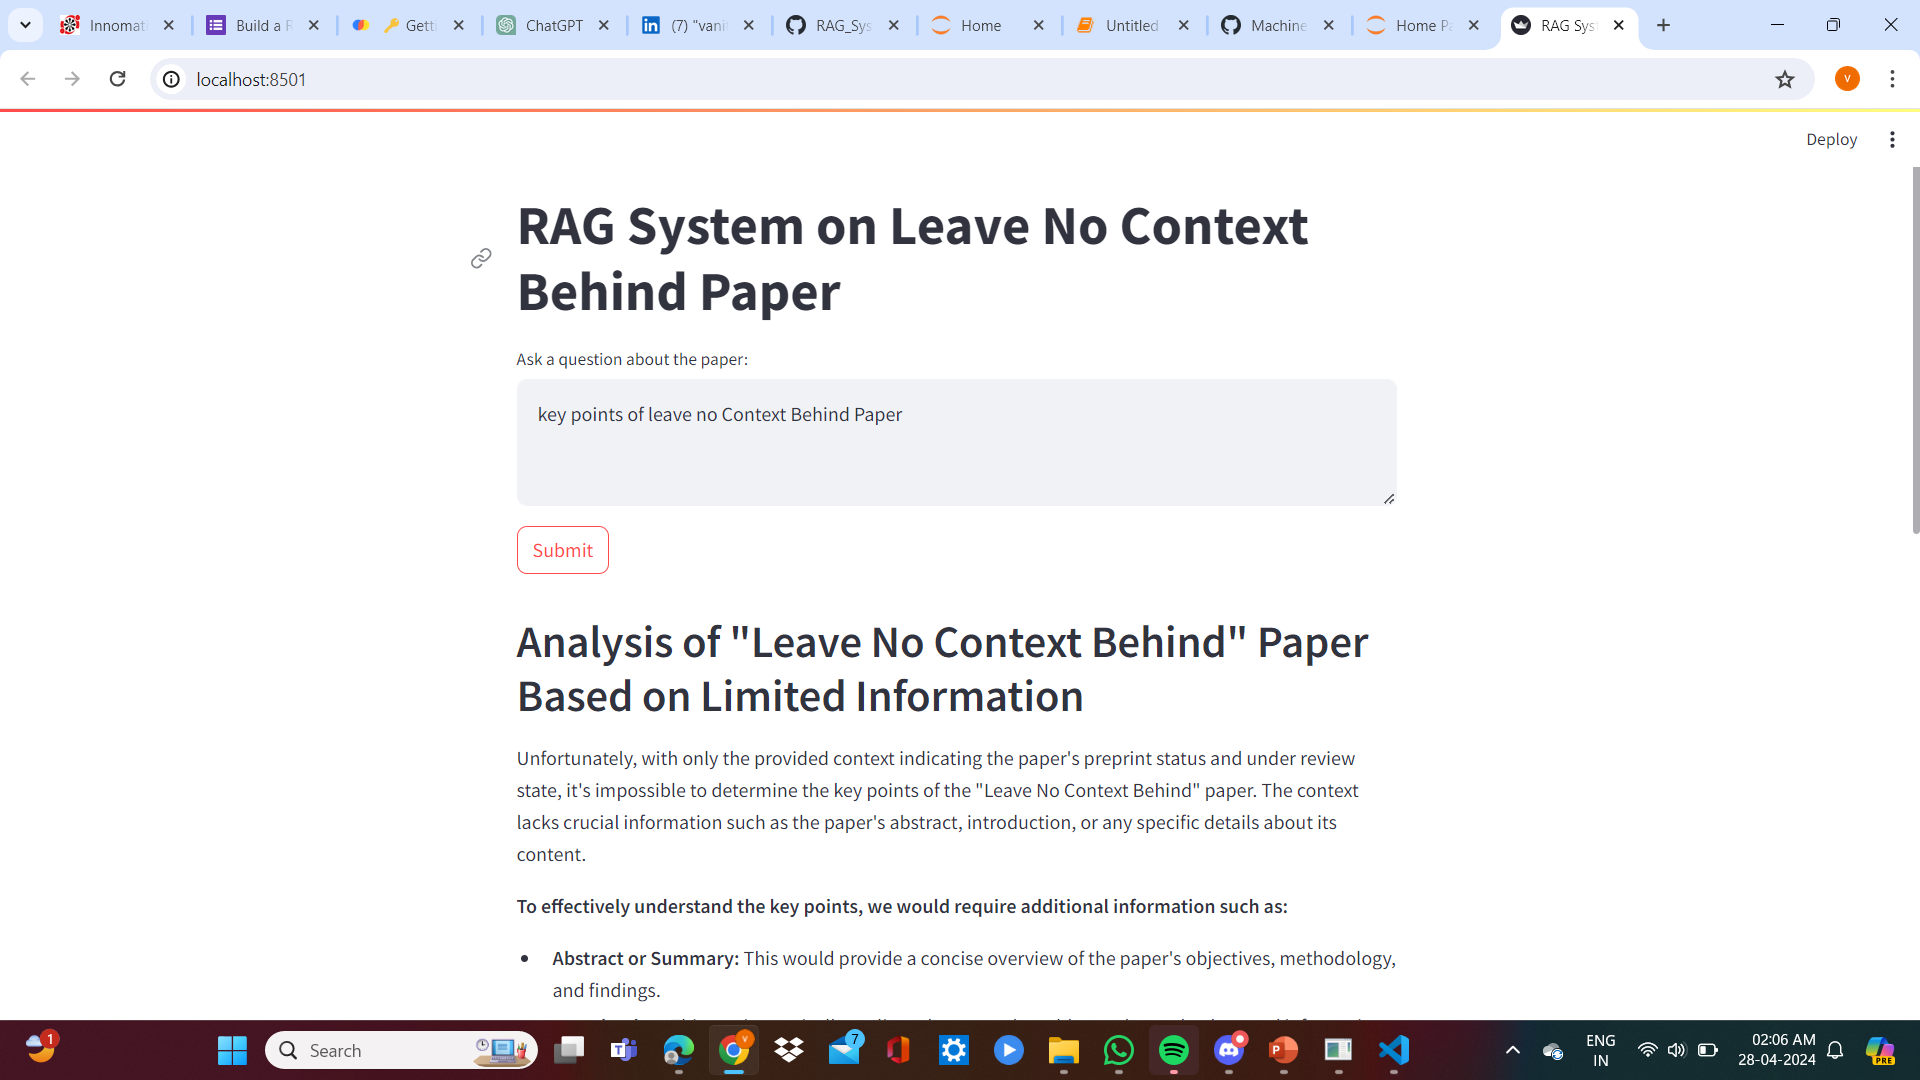 Innomati
Build a R
Getti
ChatGPT
(7) "vanit
RAG_Sys
Home
Untitled
Machine
Home Pa
RAG Syst
localhost:8501
Deploy
RAG System on Leave No Context
Behind Paper
Ask a question about the paper:
key points of leave no Context Behind Paper
Submit
Analysis of "Leave No Context Behind" Paper
Based on Limited Information
Unfortunately, with only the provided context indicating the paper's preprint status and under review
state, it's impossible to determine the key points of the "Leave No Context Behind" paper. The context
lacks crucial information such as the paper's abstract, introduction, or any specific details about its
content.
To effectively understand the key points, we would require additional information such as:
Abstract or Summary: This would provide a concise overview of the paper's objectives, methodology,
and findings.
1
Search
7
ENG
IN
02:06 AM
28-04-2024
PRE